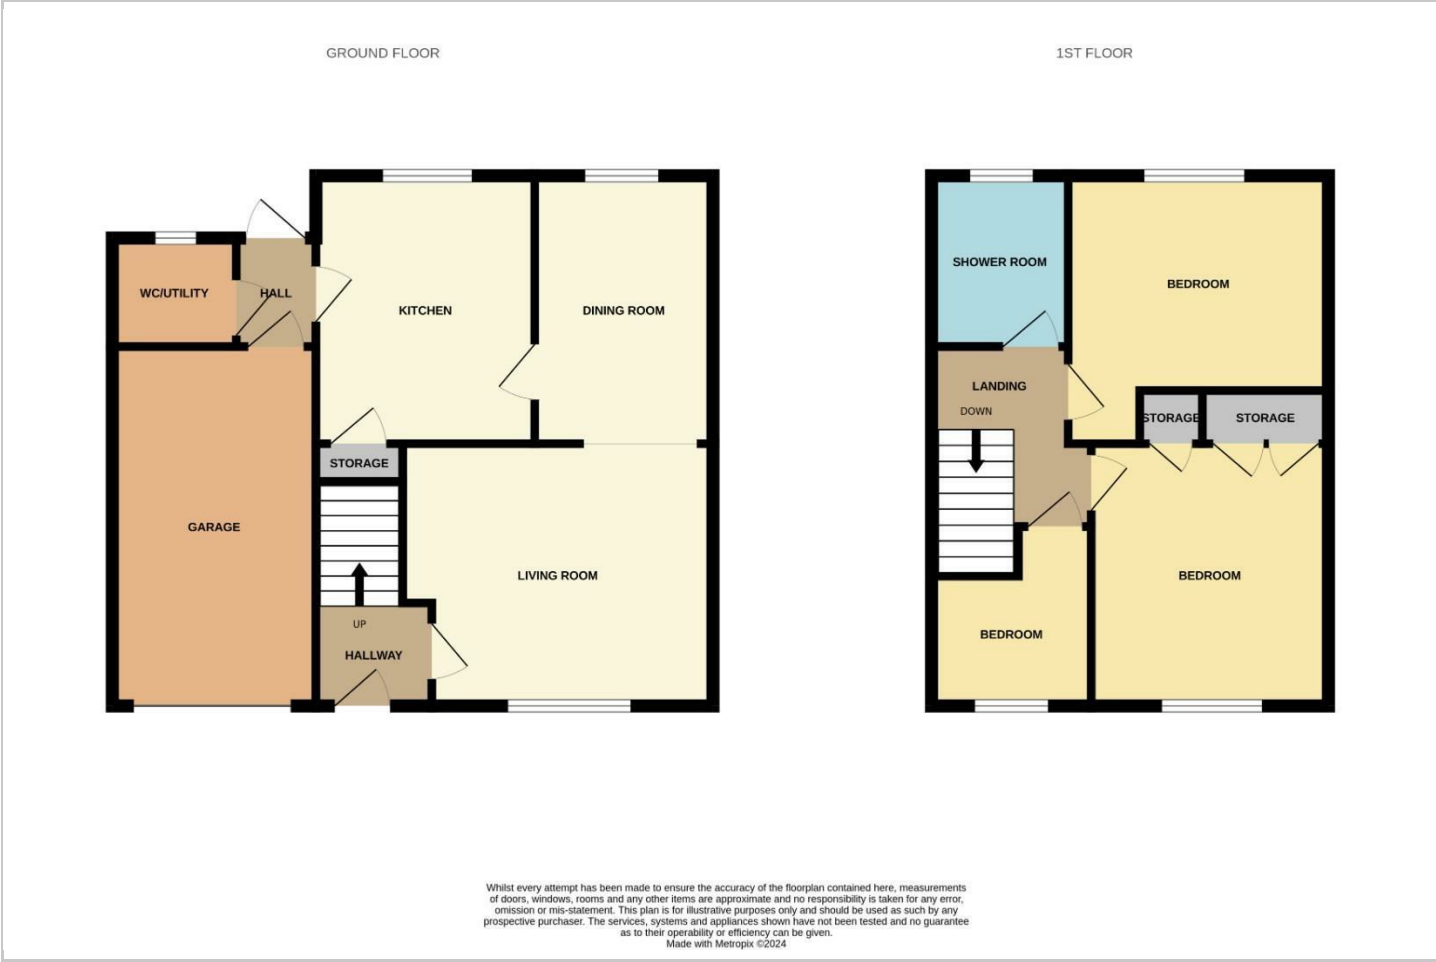 GROUND FLOOR
1ST FLOOR
WC/UTILITY
HALL
KITCHEN
DINING ROOM
STORAGE
GARAGE
LIVING ROOM
UP
HALLWAY
SHOWER ROOM
BEDROOM
LANDING
DOWN
STORAGE
STORAGE
BEDROOM
BEDROOM
Whilst every attempt has been made to ensure the accuracy of the floorplan contained here, measurements
of doors, windows, rooms and any other items are approximate and no responsibility is taken for any error,
omission or mis-statement. This plan is for illustrative purposes only and should be used as such by any
prospective purchaser. The services, systems and appliances shown have not been tested and no guarantee
as to their operability or efficiency can be given.
Made with Metropix ©2024